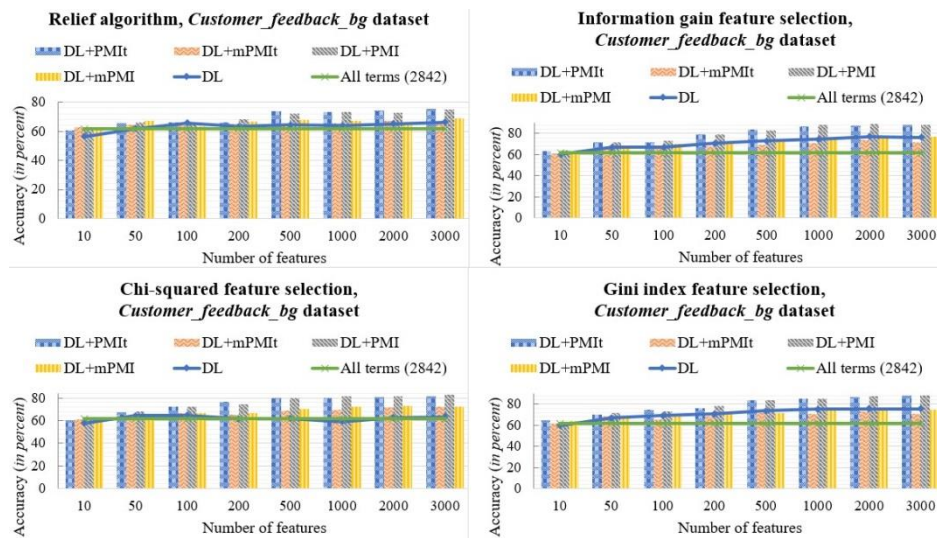 Relief algorithm, Customer_feedback_bg dataset
DL+PMIt DL+mPMIt DL+PMI
DL+mPMI DL All terms (2842)
Accuracy (in percent)
80
60
40
20
0
10 50 100 200 500 1000 2000 3000
Number of features
Information gain feature selection,
Customer_feedback_bg dataset
DL+PMIt DL+mPMIt DL+PMI
DL+mPMI DL All terms (2842)
Accuracy (in percent)
80
60
40
20
0
10 50 100 200 500 1000 2000 3000
Number of features
Chi-squared feature selection,
Customer_feedback_bg dataset
DL+PMIt DL+mPMIt DL+PMI
DL+mPMI DL All terms (2842)
Accuracy (in percent)
80
60
40
20
0
10 50 100 200 500 1000 2000 3000
Number of features
Gini index feature selection,
Customer_feedback_bg dataset
DL+PMIt DL+mPMIt DL+PMI
DL+mPMI DL All terms (2842)
Accuracy (in percent)
80
60
40
20
0
10 50 100 200 500 1000 2000 3000
Number of features